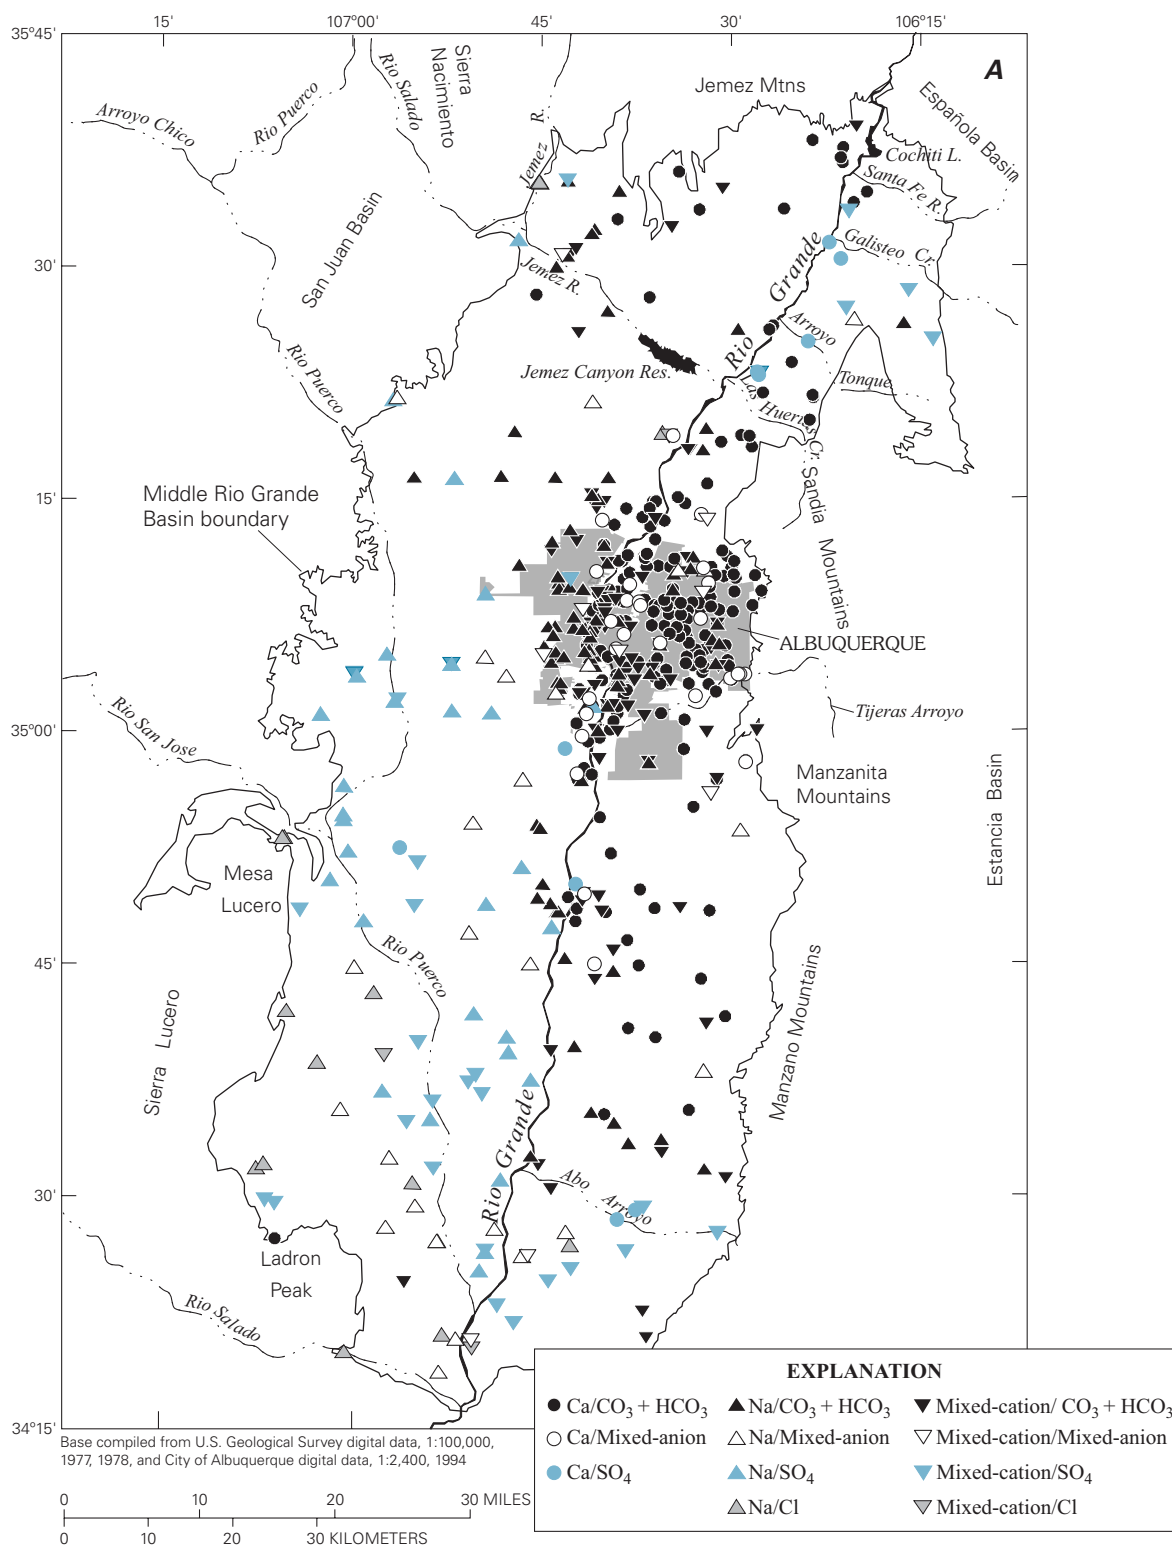 15'
107°00'
45'
30'
106°15'
35°45'
A
Sierra
Nacimiento
Rio Salado
Jemez Mtns
Española Basin
Arroyo Chico
Rio Puerco
Jemez R.
Cochiti L.
Santa Fe R.
San Juan Basin
Galisteo Cr.
30'
Jemez R.
Rio Grande
Arroyo
Tonque
Rio Puerco
Jemez Canyon Res.
Las Huertas Cr.
15'
Middle Rio Grande
Basin boundary
Sandia Mountains
ALBUQUERQUE
Rio San Jose
35°00'
Tijeras Arroyo
Manzanita
Mountains
Estancia Basin
Mesa
Lucero
Rio Puerco
45'
Manzano Mountains
Sierra Lucero
Rio Grande
30'
Abo Arroyo
Ladron
Peak
Rio Salado
34°15'
EXPLANATION
Ca/CO3 + HCO3
Na/CO3 + HCO3
Mixed-cation/ CO3 + HCO3
Ca/Mixed-anion
Na/Mixed-anion
Mixed-cation/Mixed-anion
Ca/SO4
Na/SO4
Mixed-cation/SO4
Na/Cl
Mixed-cation/Cl
Base compiled from U.S. Geological Survey digital data, 1:100,000,
1977, 1978, and City of Albuquerque digital data, 1:2,400, 1994
0 10 20 30 MILES
0 10 20 30 KILOMETERS